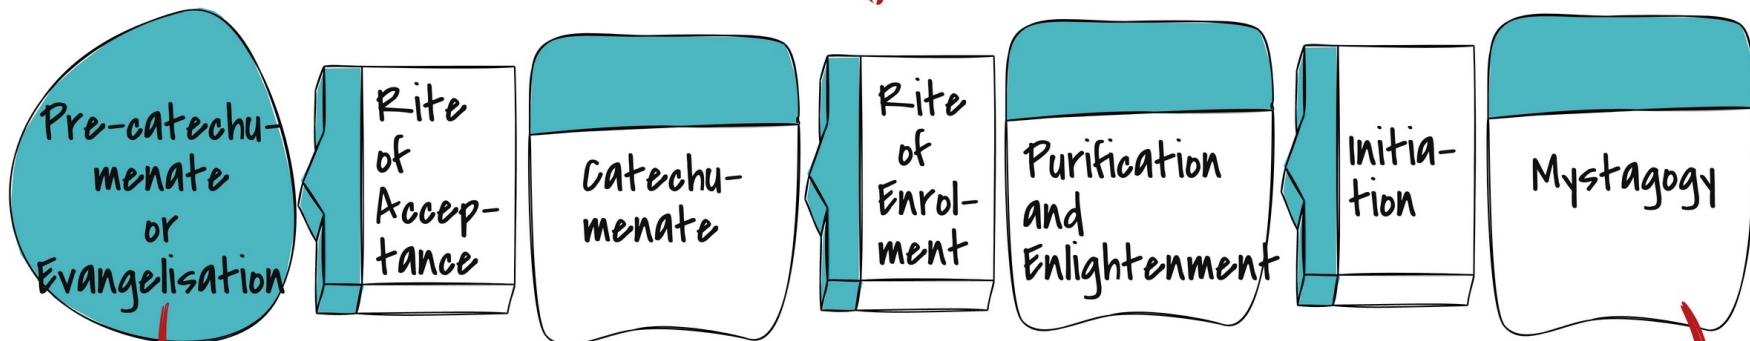 Pre-catechu-
menate
or
Evangelisation
Rite
of
Accep-
tance
Catechu-
menate
Rite
of
Enrol-
ment
Purification
and
Enlightenment
Initia-
tion
Mystagogy